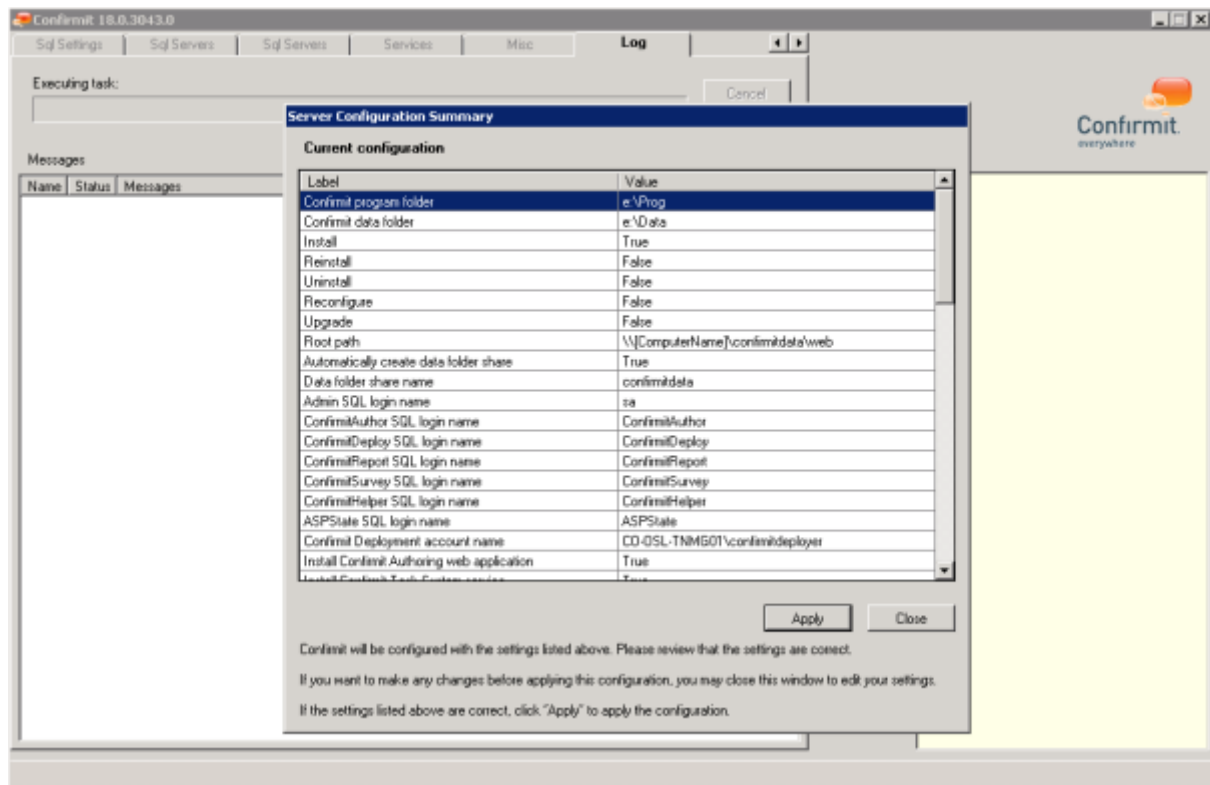 Confirmit 18.0.3043.0
Sql Settings Sql Servers Sql Servers Services Misc Log
Executing task:
Cancel
Confirmit.
everywhere
Messages
Name Status Messages
Server Configuration Summary
Current configuration
Label Value
Confirmit program folder e:\Prog
Confirmit data folder e:\Data
Install True
Reinstall False
Uninstall False
Reconfigure False
Upgrade False
Root path \\[ComputerName]\confirmitdata\web
Automatically create data folder share True
Data folder share name confirmitdata
Admin SQL login name sa
ConfirmitAuthor SQL login name ConfirmitAuthor
ConfirmitDeploy SQL login name ConfirmitDeploy
ConfirmitReport SQL login name ConfirmitReport
ConfirmitSurvey SQL login name ConfirmitSurvey
ConfirmitHelper SQL login name ConfirmitHelper
ASPState SQL login name ASPState
Confirmit Deployment account name CO-OSL-TNMG01\confirmitdeployer
Install Confirmit Authoring web application True
Install Confirmit Task System service True
Apply Close
Confirmit will be configured with the settings listed above. Please review that the settings are correct.
If you want to make any changes before applying this configuration, you may close this window to edit your settings.
If the settings listed above are correct, click "Apply" to apply the configuration.